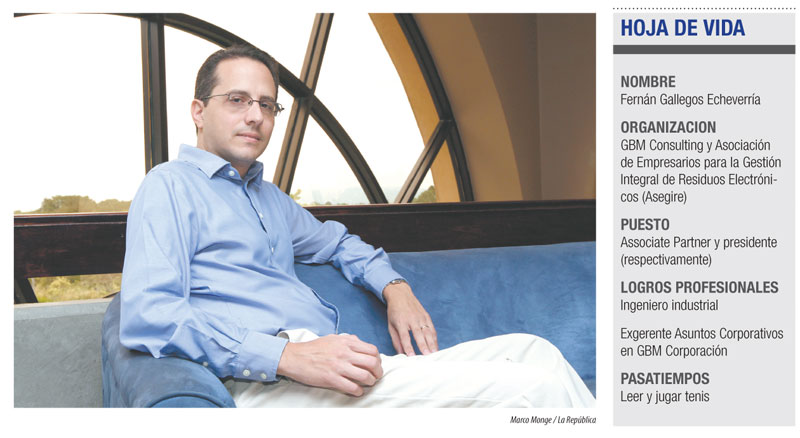 HOJA DE VIDA
NOMBRE
Fernán Gallegos Echeverría
ORGANIZACION
GBM Consulting y Asociación
de Empresarios para la Gestión
Integral de Residuos Electróni-
cos (Asegire)
PUESTO
Associate Partner y presidente
(respectivamente)
LOGROS PROFESIONALES
Ingeniero industrial
Exgerente Asuntos Corporativos
en GBM Corporación
PASATIEMPOS
Leer y jugar tenis
Marco Monge / La República